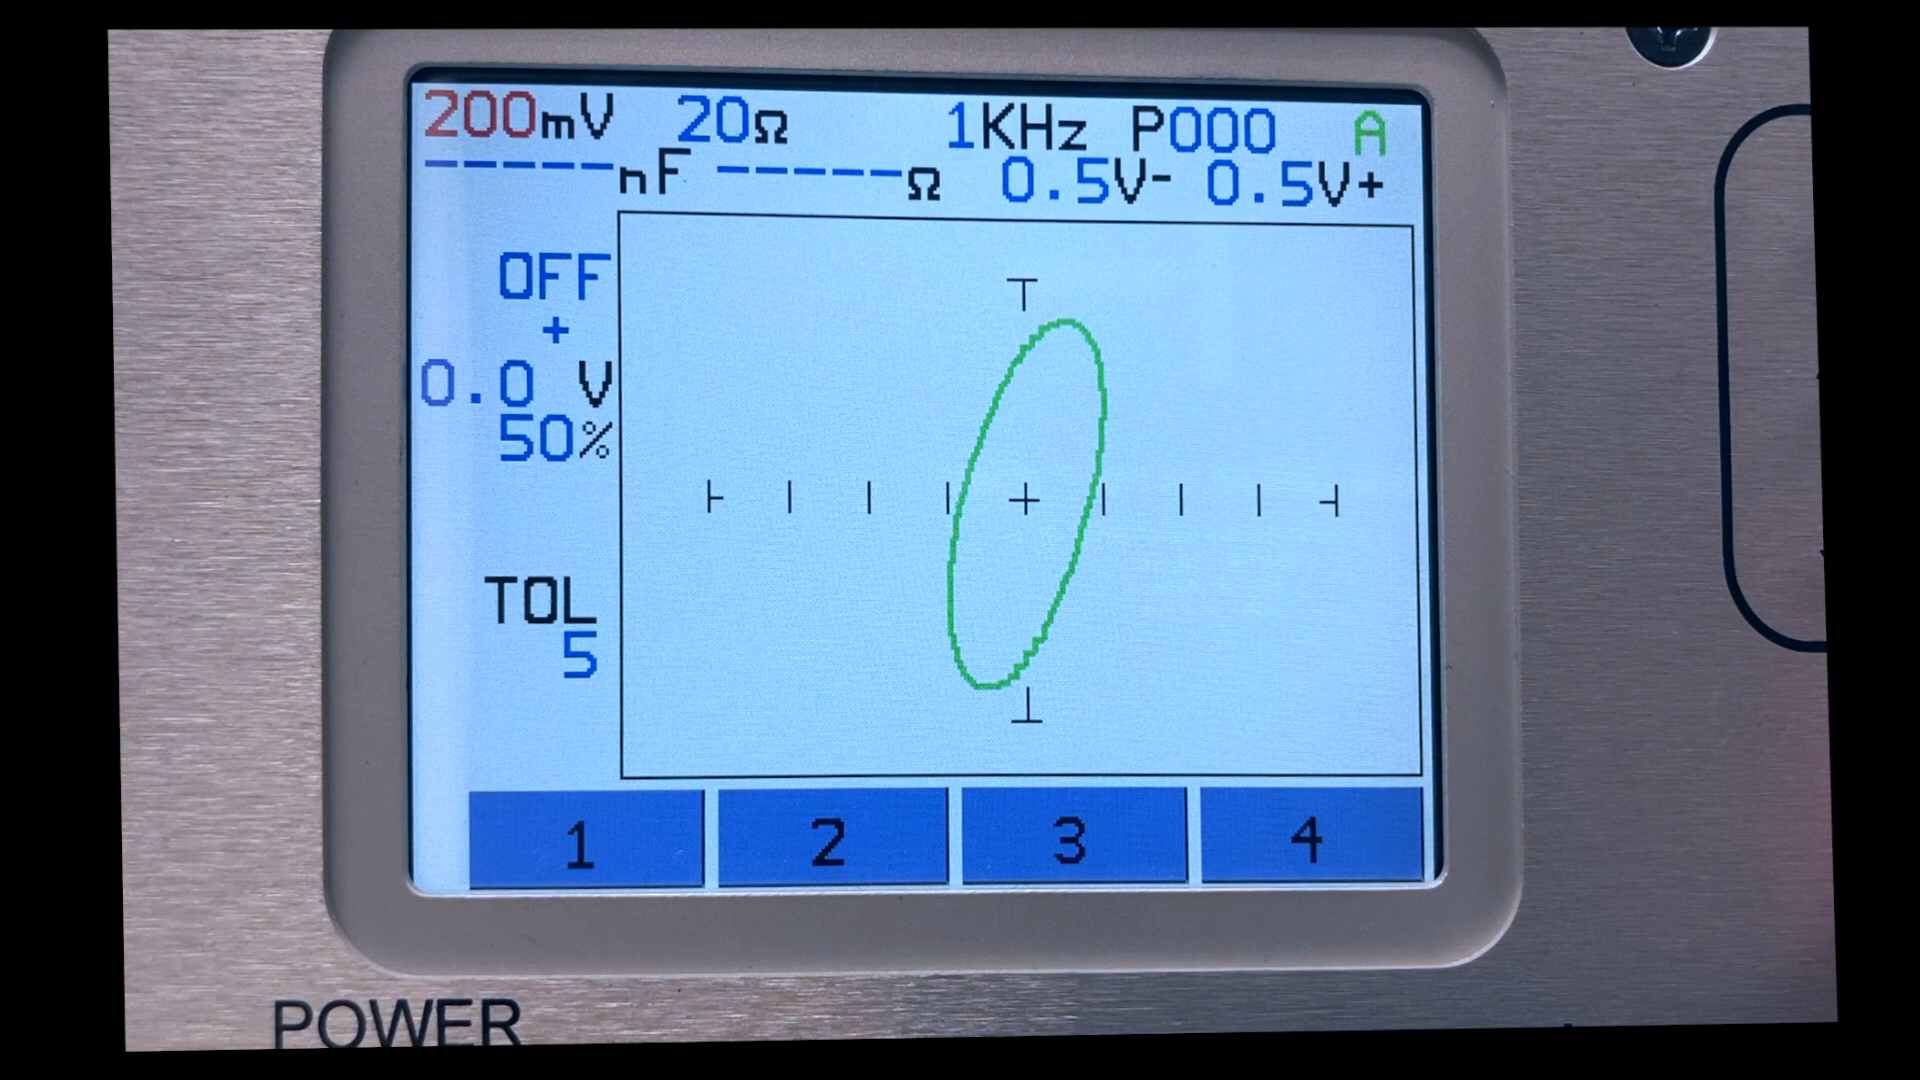 200mV 20Ω 1KHz P000 A
-----nF -----Ω 0.5V- 0.5V+
OFF
+
0.0 V
50%
TOL
5
1 2 3 4
POWER